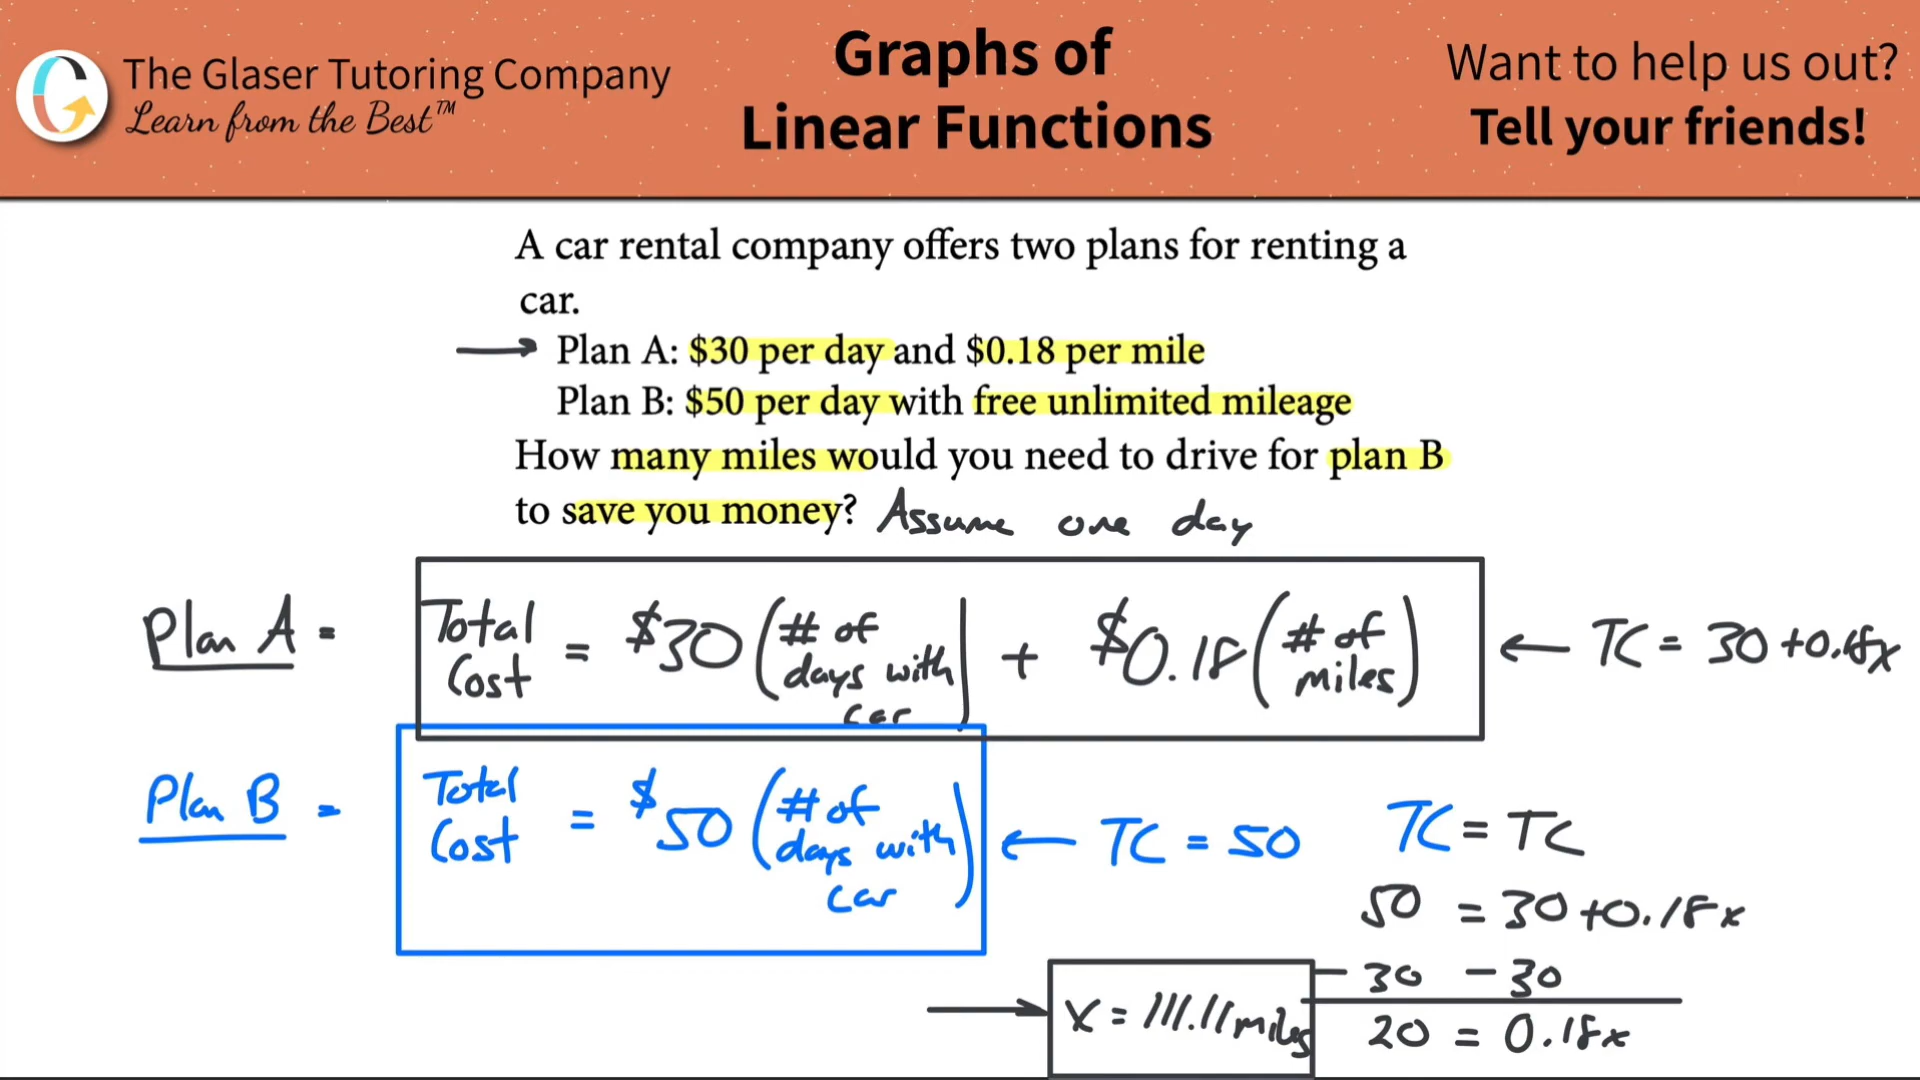 The Glaser Tutoring Company
Learn from the Best™
Graphs of
Linear Functions
Want to help us out?
Tell your friends!
A car rental company offers two plans for renting a
car.
Plan A: $30 per day and $0.18 per mile
Plan B: $50 per day with free unlimited mileage
How many miles would you need to drive for plan B
to save you money? Assume one day
Plan A = Total Cost = $30 (# of days with car) + $0.18 (# of miles) ← TC = 30 + 0.18x
Plan B = Total Cost = $50 (# of days with car) ← TC = 50
TC = TC
50 = 30 + 0.18x
- 30 - 30
20 = 0.18x
→ x = 111.11 miles